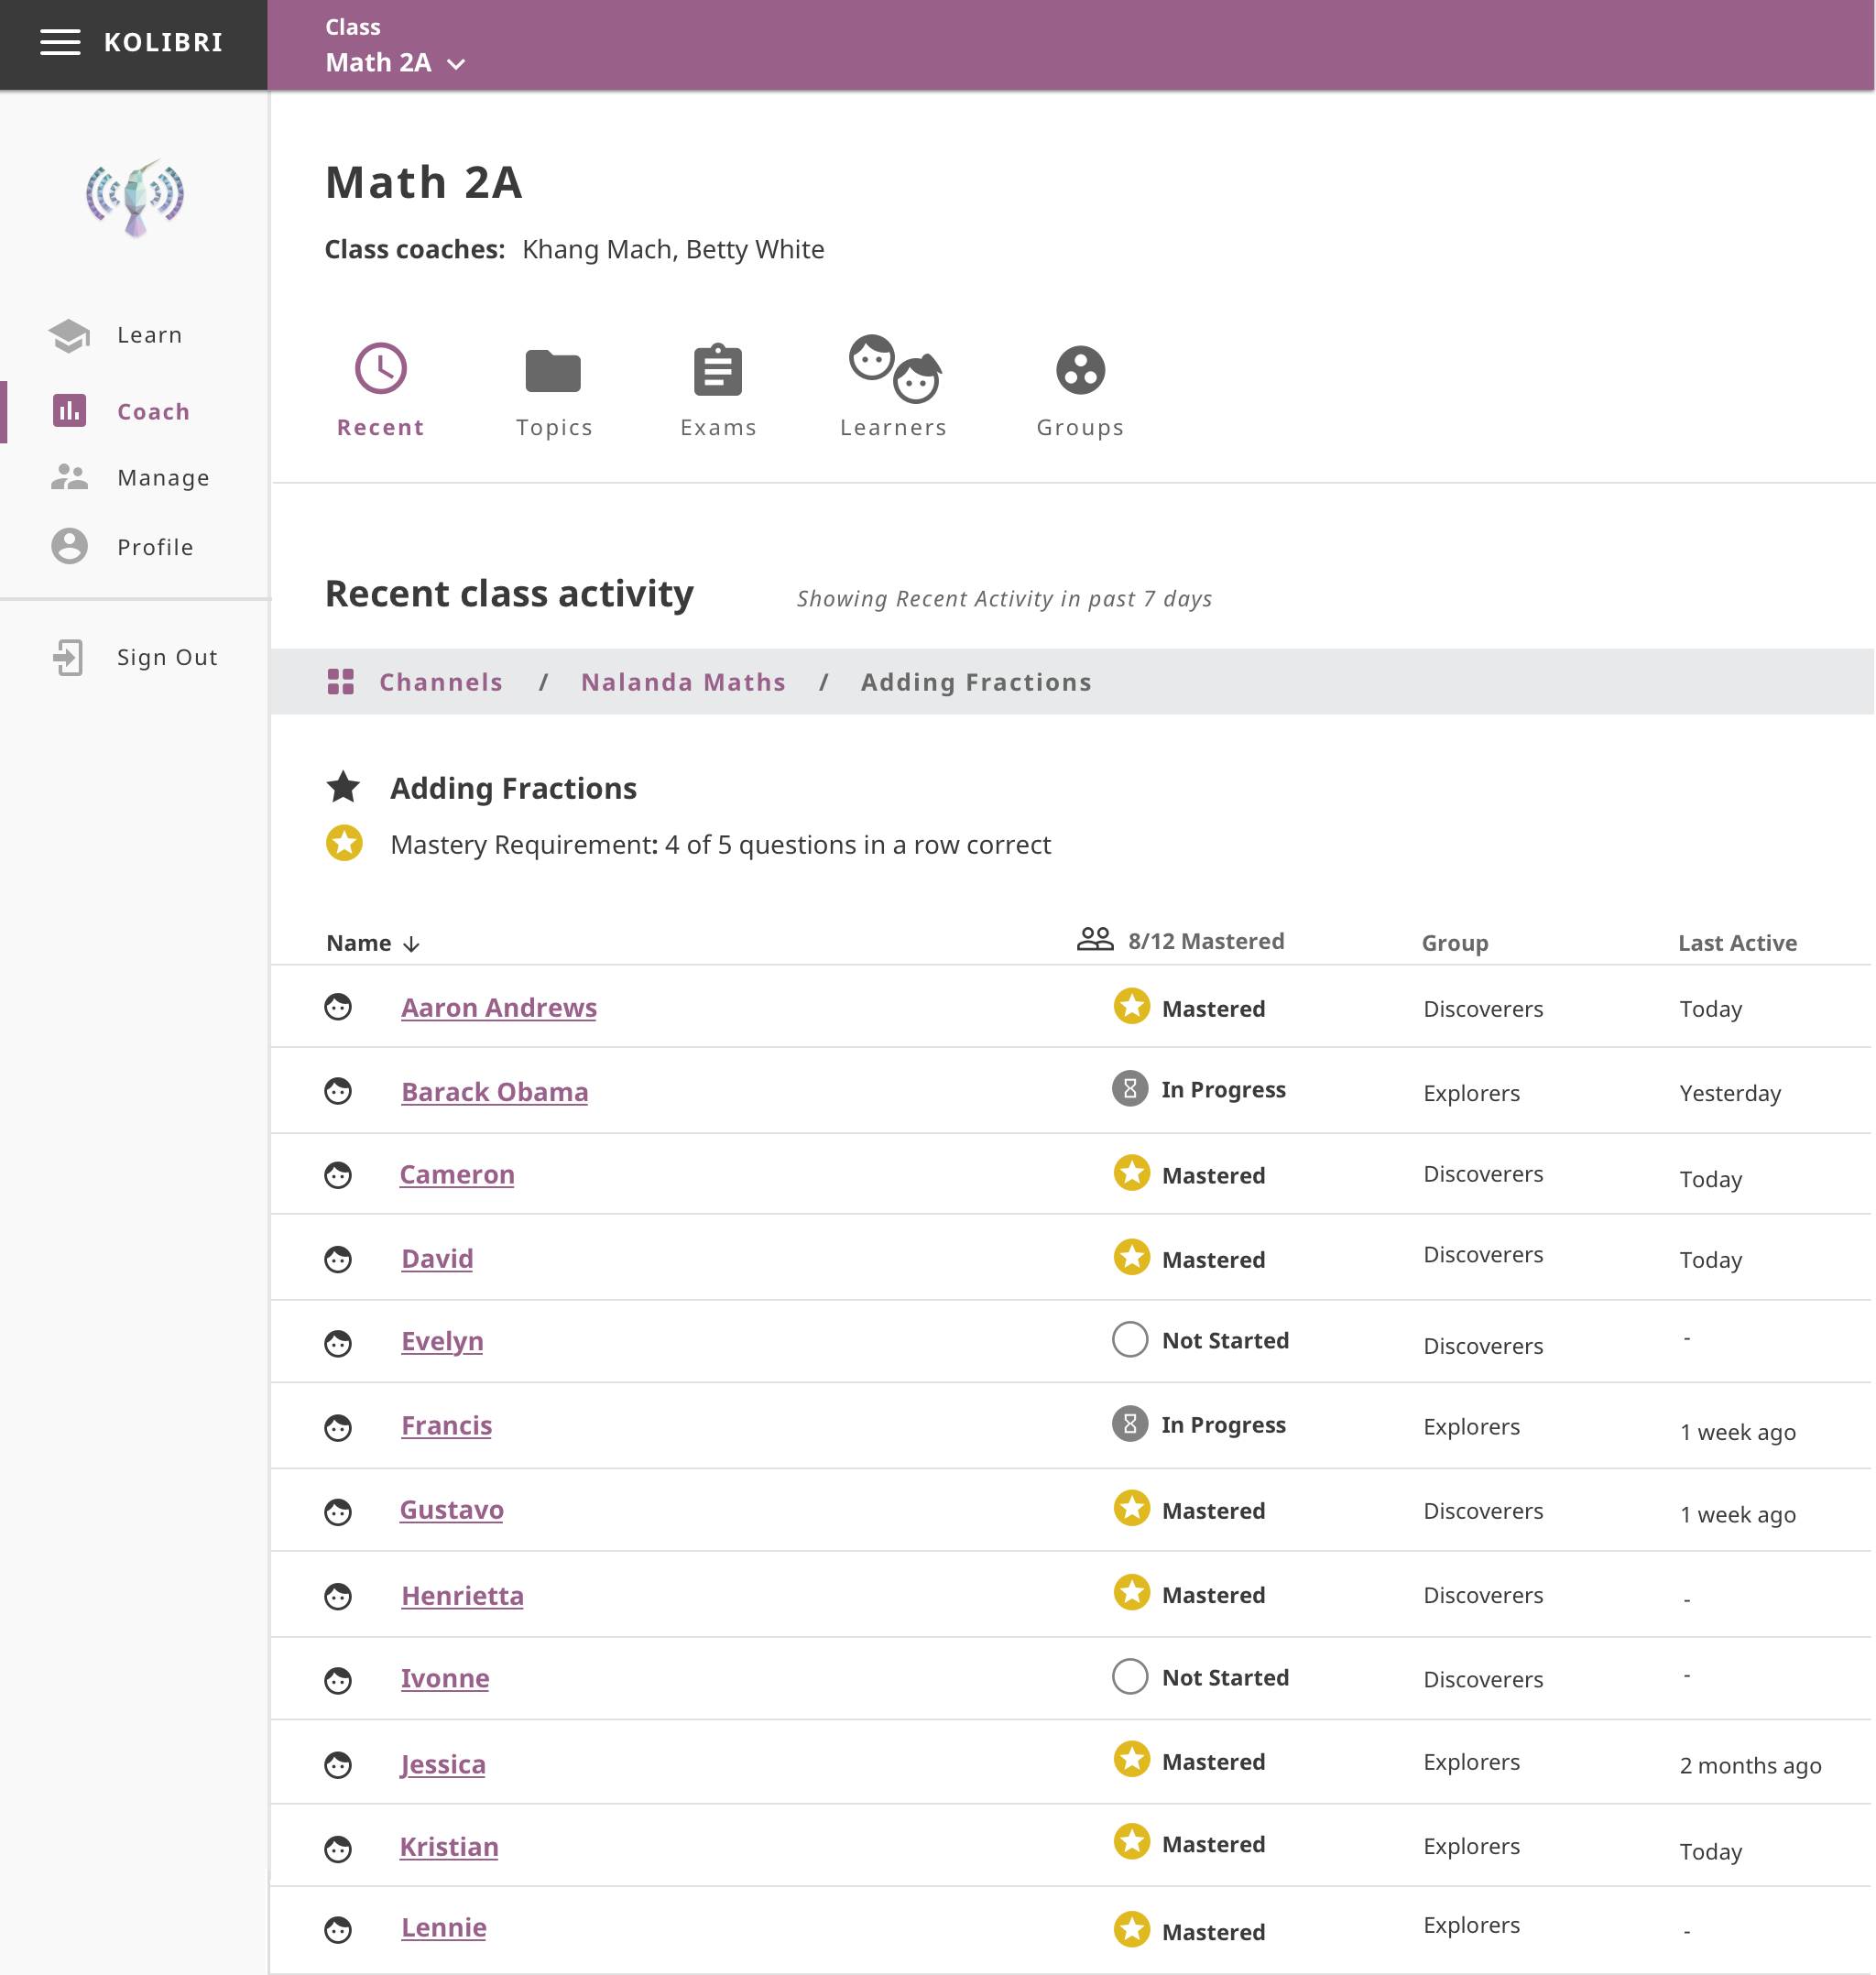 KOLIBRI
Class
Math 2A
Learn
Coach
Manage
Profile
Sign Out
Math 2A
Class coaches: Khang Mach, Betty White
Recent Topics Exams Learners Groups
Recent class activity Showing Recent Activity in past 7 days
Channels / Nalanda Maths / Adding Fractions
Adding Fractions
Mastery Requirement: 4 of 5 questions in a row correct
Name 8/12 Mastered Group Last Active
Aaron Andrews Mastered Discoverers Today
Barack Obama In Progress Explorers Yesterday
Cameron Mastered Discoverers Today
David Mastered Discoverers Today
Evelyn Not Started Discoverers -
Francis In Progress Explorers 1 week ago
Gustavo Mastered Discoverers 1 week ago
Henrietta Mastered Discoverers -
Ivonne Not Started Discoverers -
Jessica Mastered Explorers 2 months ago
Kristian Mastered Explorers Today
Lennie Mastered Explorers -